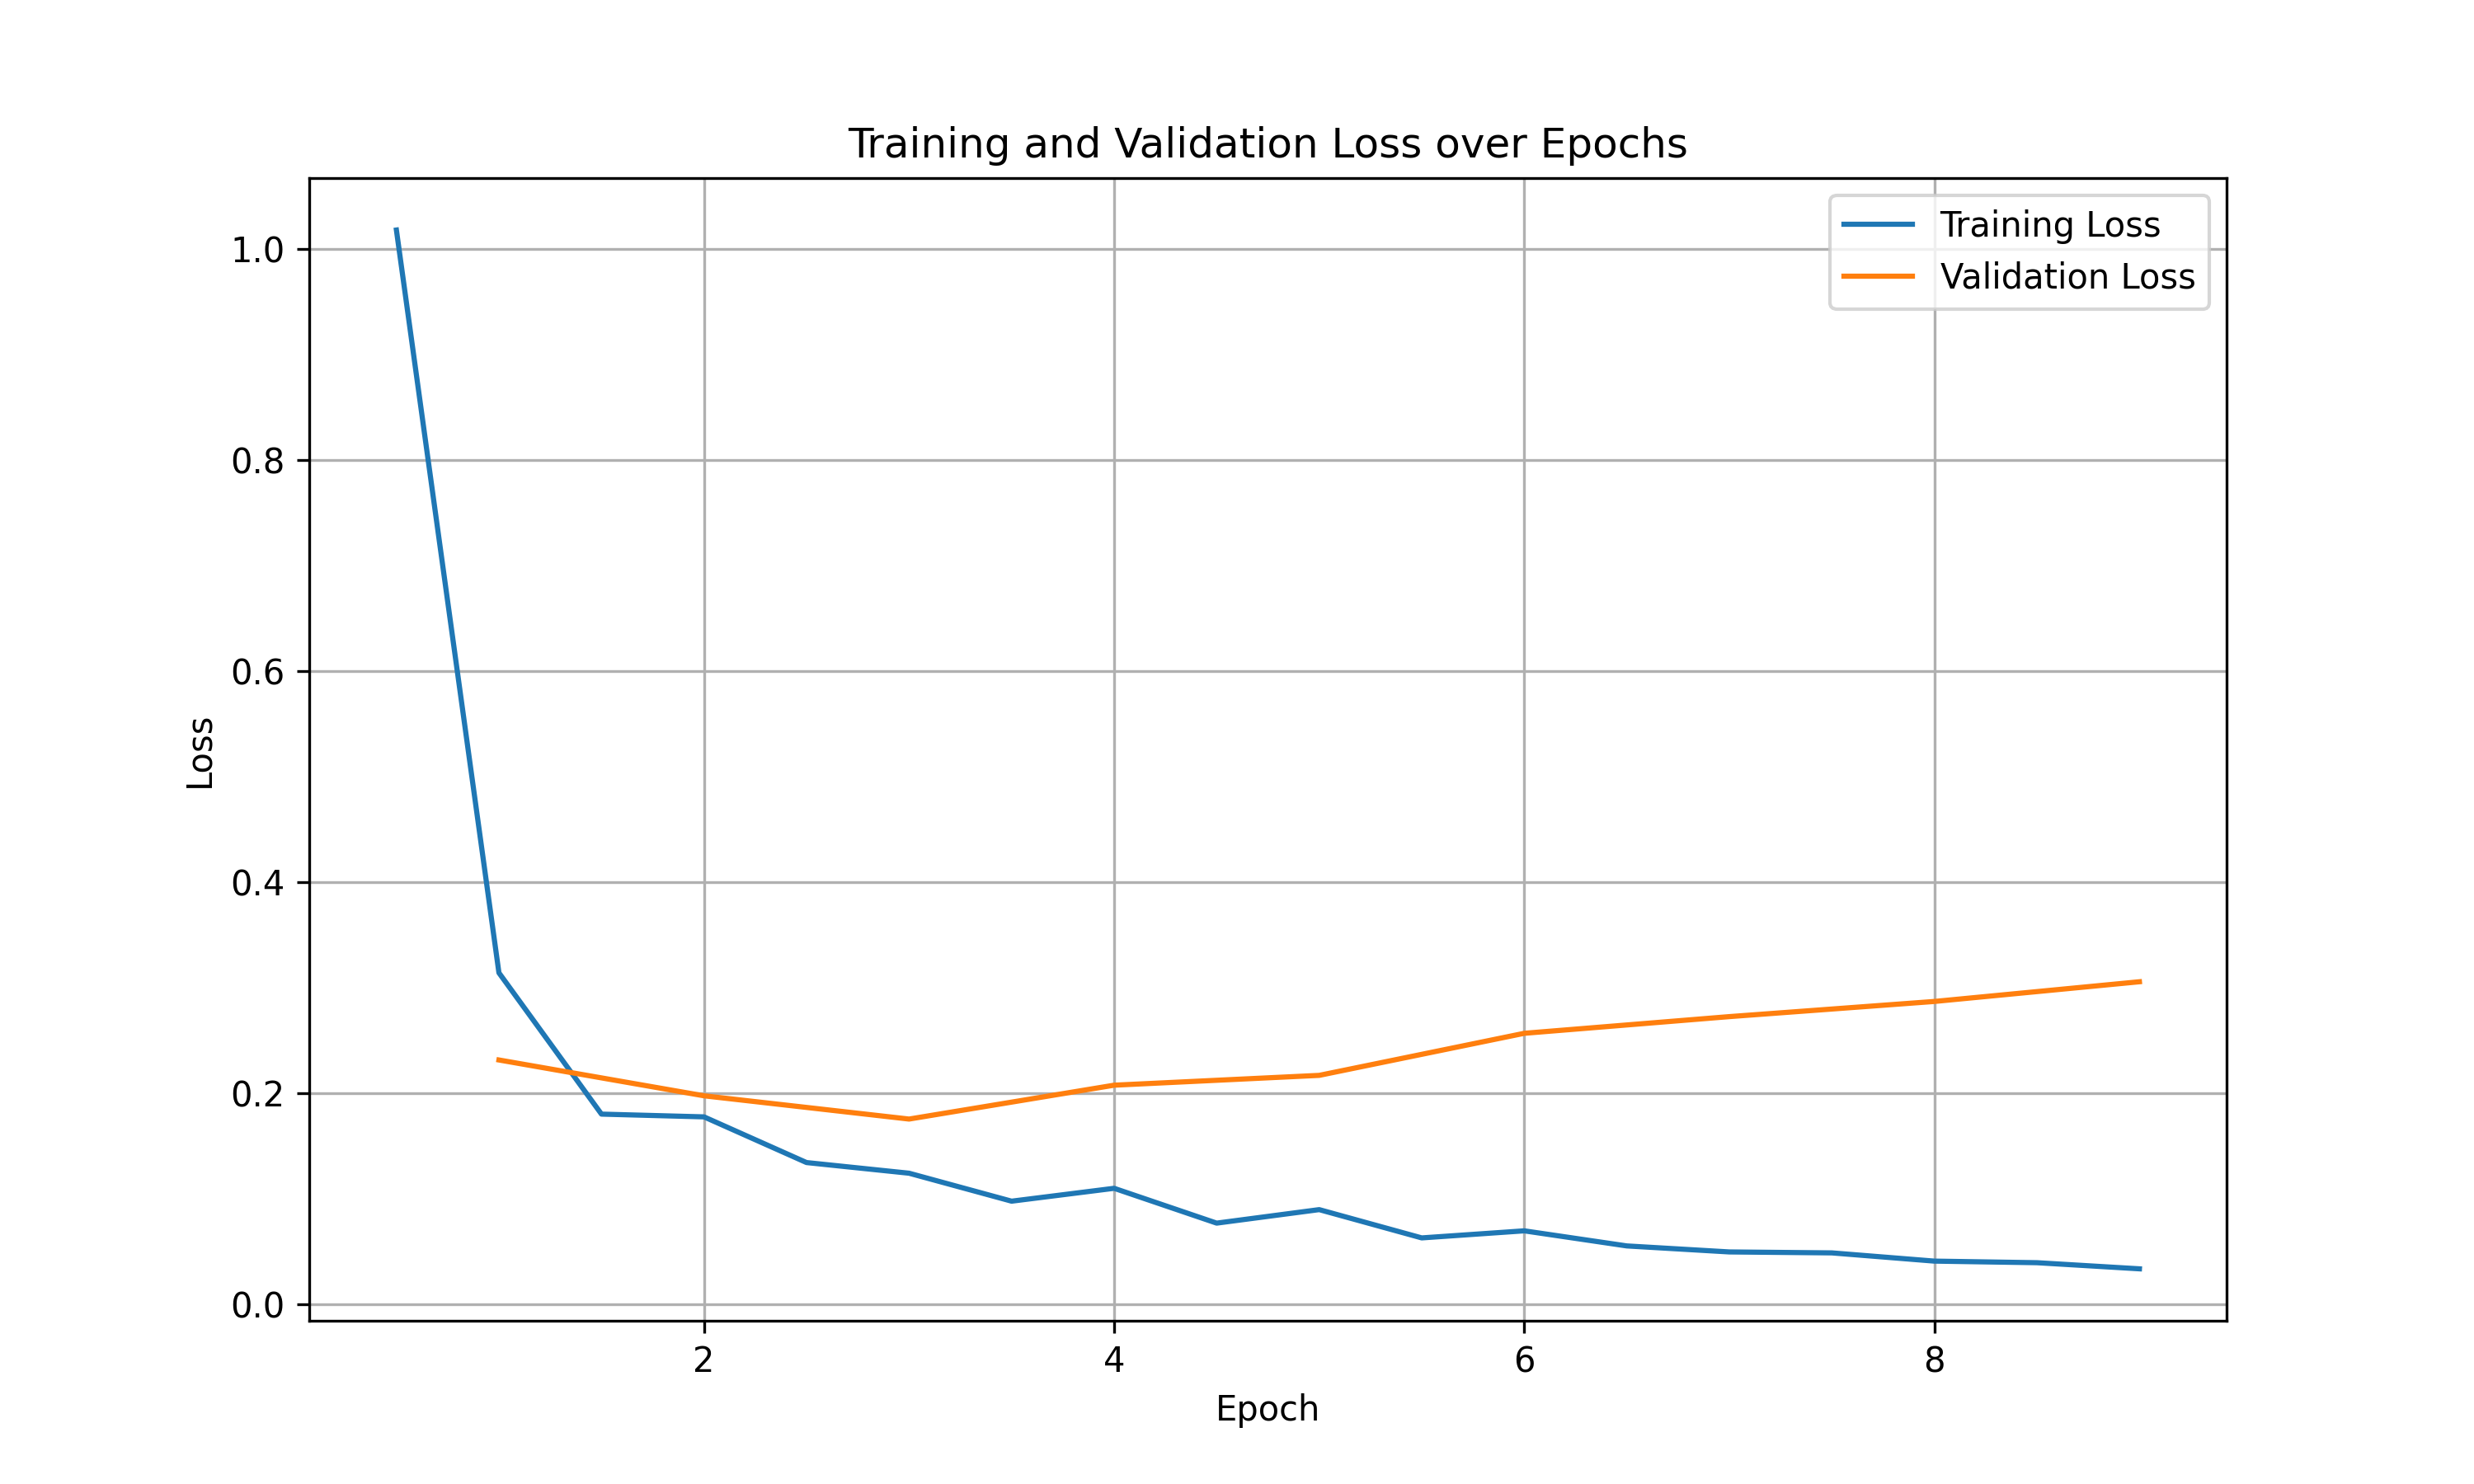 Training and Validation Loss over Epochs
Training Loss
Validation Loss
1.0
0.8
0.6
0.4
0.2
0.0
Loss
2 4 6 8
Epoch